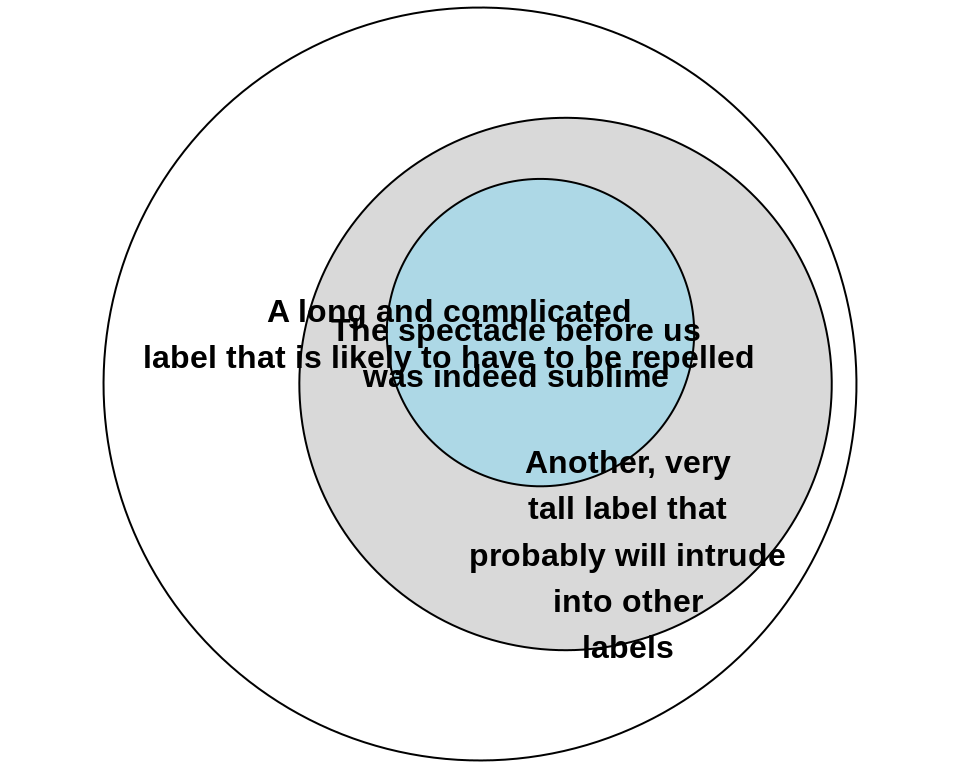 A long and complicated
label that is likely to have to be repelled
The spectacle before us
was indeed sublime
Another, very
tall label that
probably will intrude
into other
labels